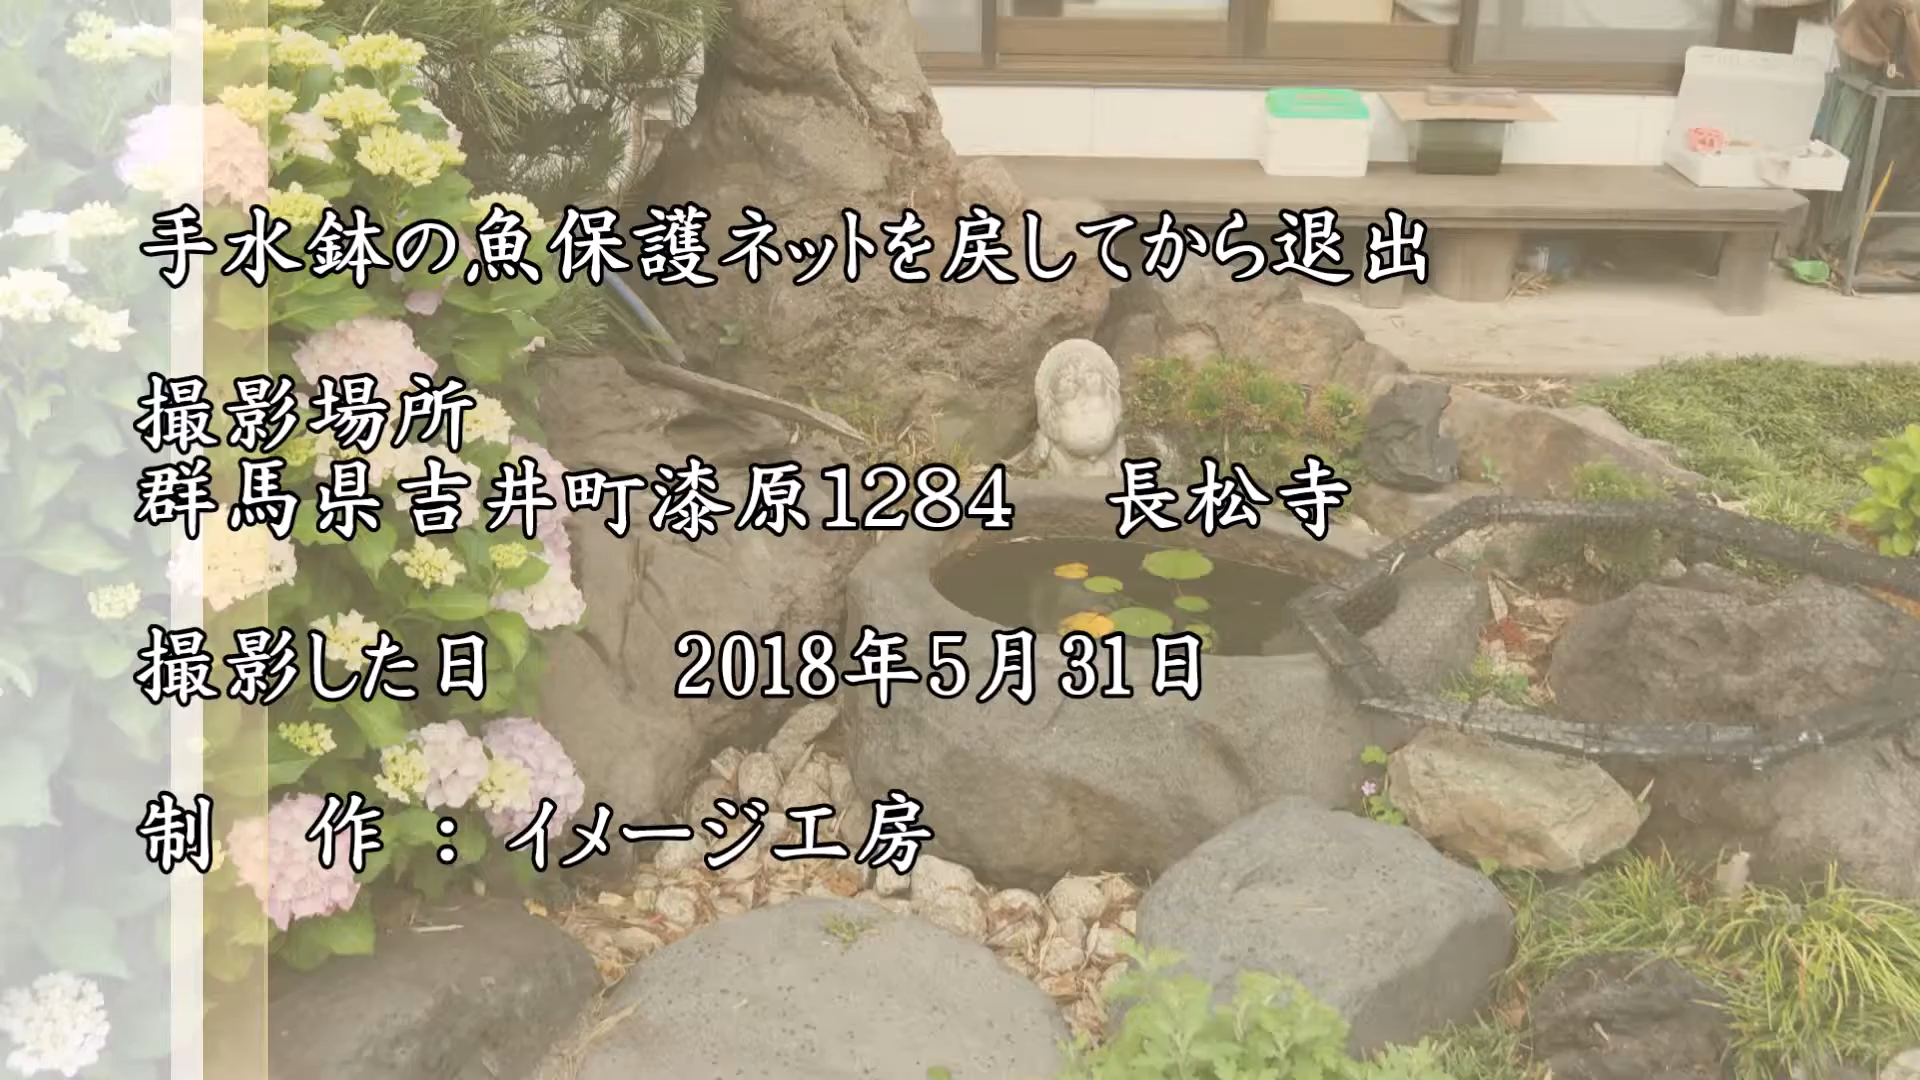 手水鉢の魚保護ネットを戻してから退出
撮影場所
群馬県吉井町漆原1284　長松寺
撮影した日　　2018年5月31日
制　作 : イメージ工房